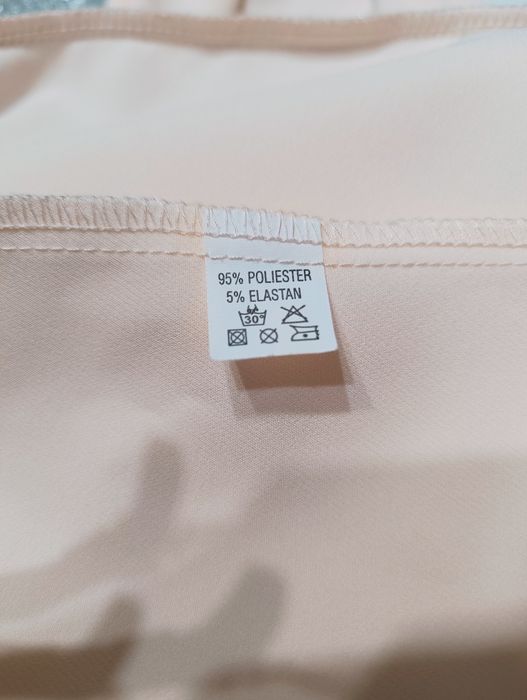 95% POLIESTER
5% ELASTAN
30°